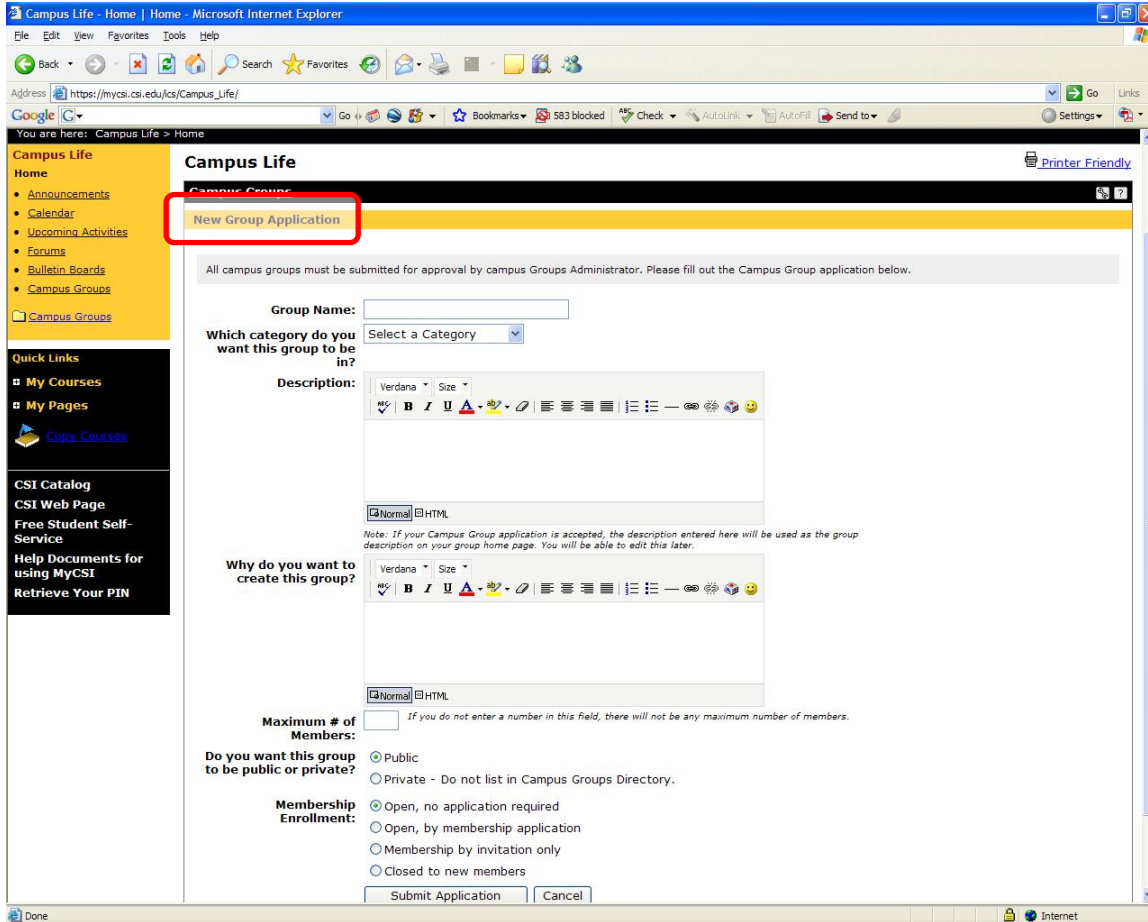 Campus Life - Home | Home - Microsoft Internet Explorer
File Edit View Favorites Tools Help
Back Search Favorites
Address https://mycsi.csi.edu/ics/Campus_Life/ Go Links
Google G Go Bookmarks 583 blocked ABC Check AutoLink AutoFill Send to Settings
You are here: Campus Life > Home
Campus Life
Home
Announcements
Calendar
Upcoming Activities
Forums
Bulletin Boards
Campus Groups
Campus Groups
Quick Links
My Courses
My Pages
Copy Courses
CSI Catalog
CSI Web Page
Free Student Self-
Service
Help Documents for
using MyCSI
Retrieve Your PIN
Campus Life
Printer Friendly
Campus Groups ?
New Group Application
All campus groups must be submitted for approval by campus Groups Administrator. Please fill out the Campus Group application below.
Group Name:
Which category do you
want this group to be
in?
Select a Category
Description:
Verdana Size
ABC B I U A ab
Normal HTML
Note: If your Campus Group application is accepted, the description entered here will be used as the group
description on your group home page. You will be able to edit this later.
Why do you want to
create this group?
Verdana Size
ABC B I U A ab
Normal HTML
Maximum # of
Members:
If you do not enter a number in this field, there will not be any maximum number of members.
Do you want this group
to be public or private?
Public
Private - Do not list in Campus Groups Directory.
Membership
Enrollment:
Open, no application required
Open, by membership application
Membership by invitation only
Closed to new members
Submit Application Cancel
Done Internet